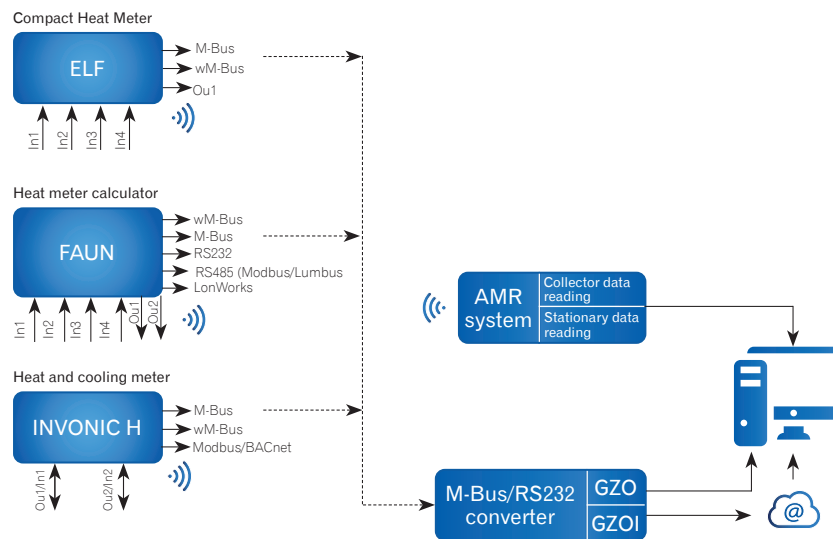 Compact Heat Meter
ELF
M-Bus
wM-Bus
Ou1
In1
In2
In3
In4
Heat meter calculator
FAUN
wM-Bus
M-Bus
RS232
RS485 (Modbus/Lumbus
LonWorks
In1
In2
In3
In4
Ou1
Ou2
Heat and cooling meter
INVONIC H
M-Bus
wM-Bus
Modbus/BACnet
Ou1/In1
Ou2/In2
AMR
system
Collector data
reading
Stationary data
reading
M-Bus/RS232
converter
GZO
GZOI
@